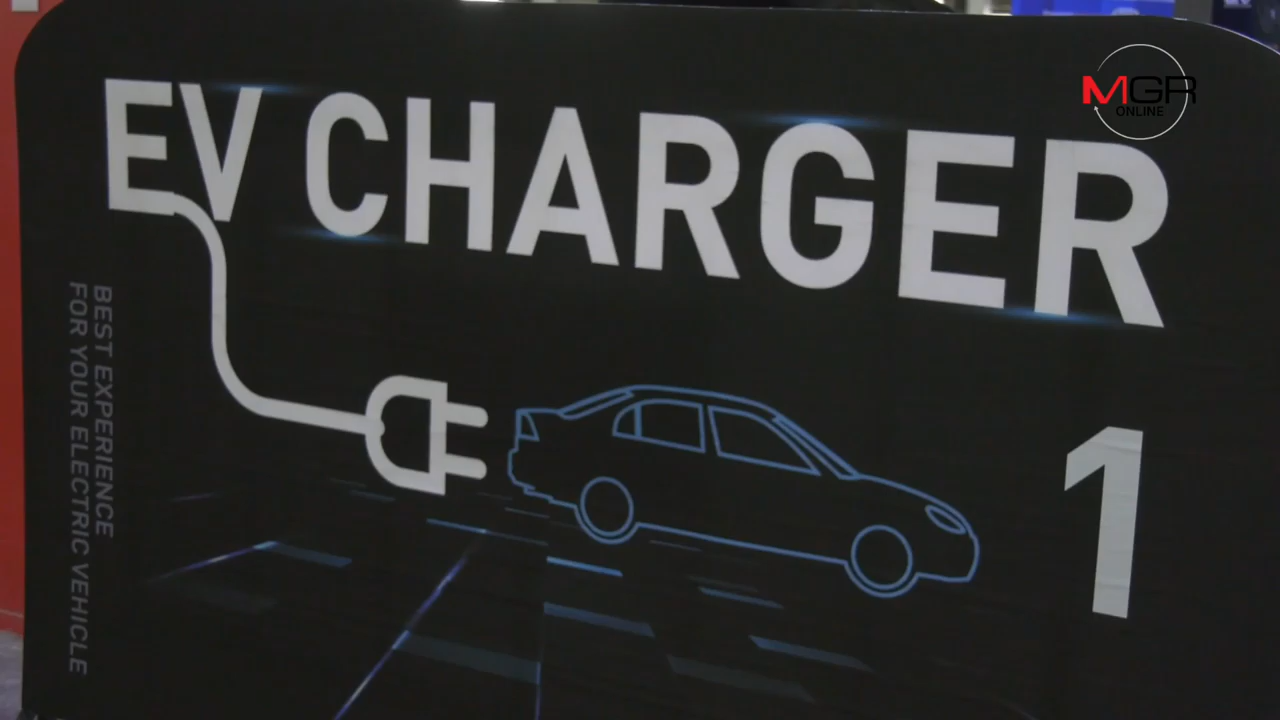 MGR
ONLINE
EV CHARGER
1
BEST EXPERIENCE
FOR YOUR ELECTRIC VEHICLE